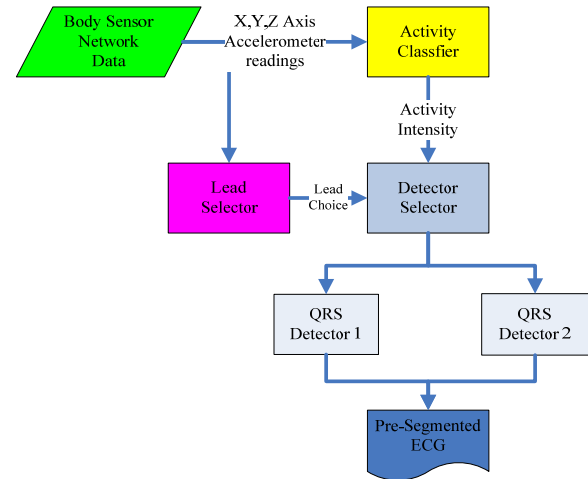 Body Sensor
Network
Data
X,Y,Z Axis
Accelerometer
readings
Activity
Classfier
Activity
Intensity
Lead
Selector
Lead
Choice
Detector
Selector
QRS
Detector 1
QRS
Detector 2
Pre-Segmented
ECG